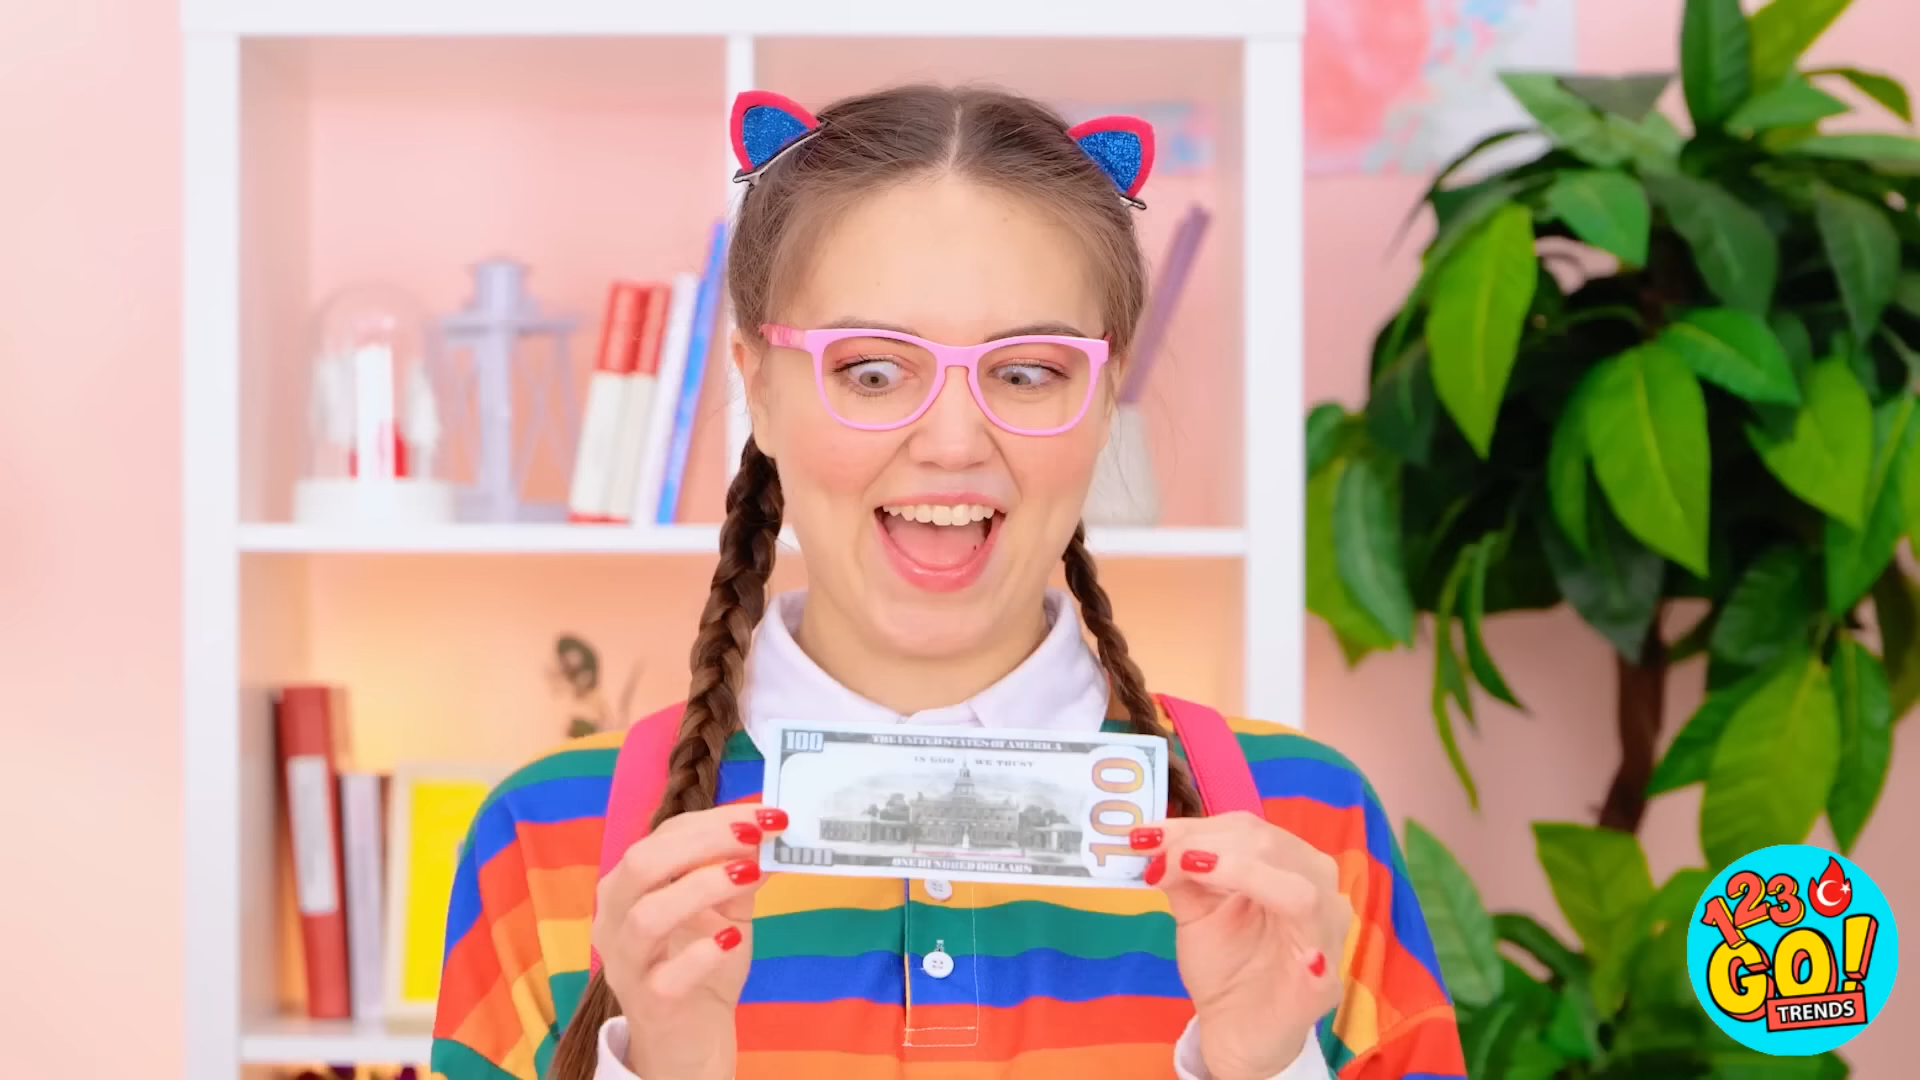 100
THE UNITED STATES OF AMERICA
IN GOD WE TRUST
100
100
ONE HUNDRED DOLLARS
123
GO!
TRENDS